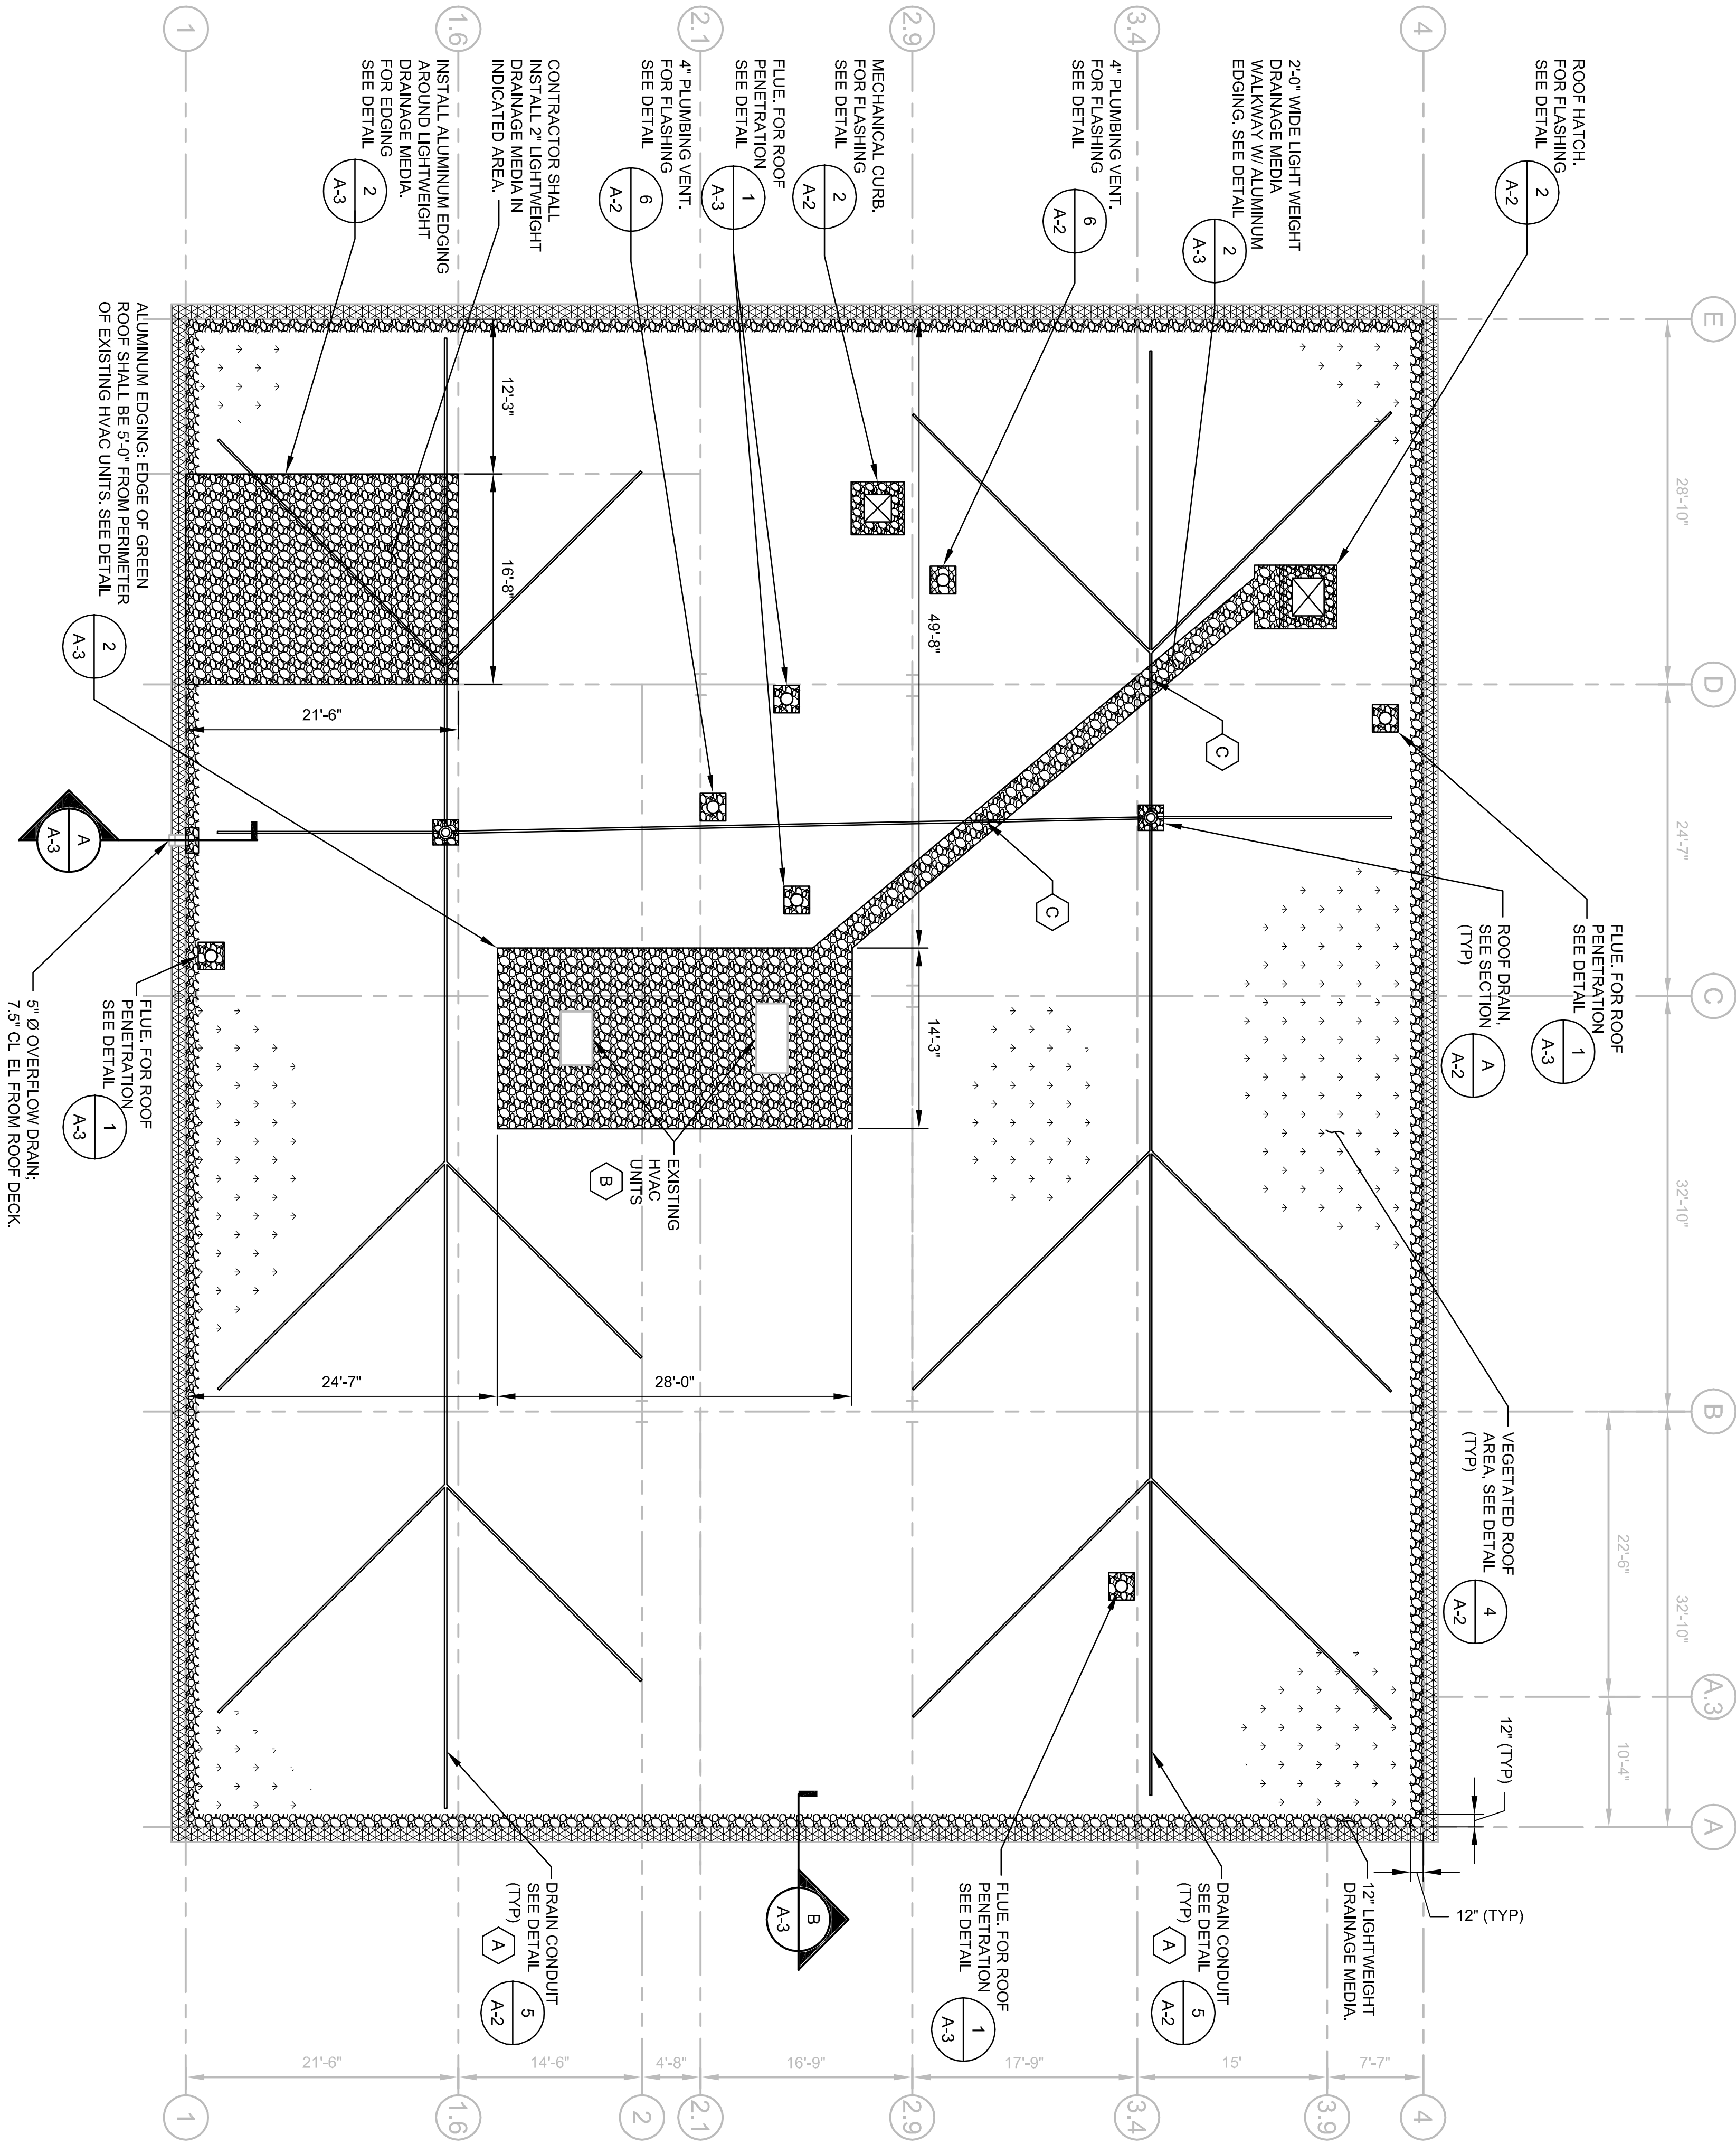 1
1.6
2.1
2.9
3.4
4
ROOF HATCH.
FOR FLASHING
SEE DETAIL
2
A-2
2'-0" WIDE LIGHT WEIGHT
DRAINAGE MEDIA
WALKWAY W/ ALUMINUM
EDGING. SEE DETAIL
2
A-3
4" PLUMBING VENT.
FOR FLASHING
SEE DETAIL
6
A-2
MECHANICAL CURB.
FOR FLASHING
SEE DETAIL
2
A-2
FLUE. FOR ROOF
PENETRATION
SEE DETAIL
1
A-3
4" PLUMBING VENT.
FOR FLASHING
SEE DETAIL
6
A-2
CONTRACTOR SHALL
INSTALL 2" LIGHTWEIGHT
DRAINAGE MEDIA IN
INDICATED AREA.
INSTALL ALUMINUM EDGING
AROUND LIGHTWEIGHT
DRAINAGE MEDIA.
FOR EDGING
SEE DETAIL
2
A-3
ALUMINUM EDGING: EDGE OF GREEN
ROOF SHALL BE 5'-0" FROM PERIMETER
OF EXISTING HVAC UNITS. SEE DETAIL
2
A-3
E
D
C
B
A.3
A
28'-10"
24'-7"
32'-10"
32'-10"
22'-6"
10'-4"
12'-3"
16'-8"
49'-8"
21'-6"
14'-3"
24'-7"
28'-0"
C
C
FLUE. FOR ROOF
PENETRATION
SEE DETAIL
1
A-3
ROOF DRAIN,
SEE SECTION
(TYP)
A
A-2
VEGETATED ROOF
AREA, SEE DETAIL
(TYP)
4
A-2
EXISTING
HVAC
UNITS
B
A
A-3
FLUE. FOR ROOF
PENETRATION
SEE DETAIL
1
A-3
5" Ø OVERFLOW DRAIN;
7.5" CL EL FROM ROOF DECK.
12" (TYP)
12" (TYP)
12" LIGHTWEIGHT
DRAINAGE MEDIA.
DRAIN CONDUIT
SEE DETAIL
(TYP)
A
5
A-2
FLUE. FOR ROOF
PENETRATION
SEE DETAIL
1
A-3
B
A-3
DRAIN CONDUIT
SEE DETAIL
(TYP)
A
5
A-2
21'-6"
14'-6"
4'-8"
16'-9"
17'-9"
15'
7'-7"
1
1.6
2
2.1
2.9
3.4
3.9
4